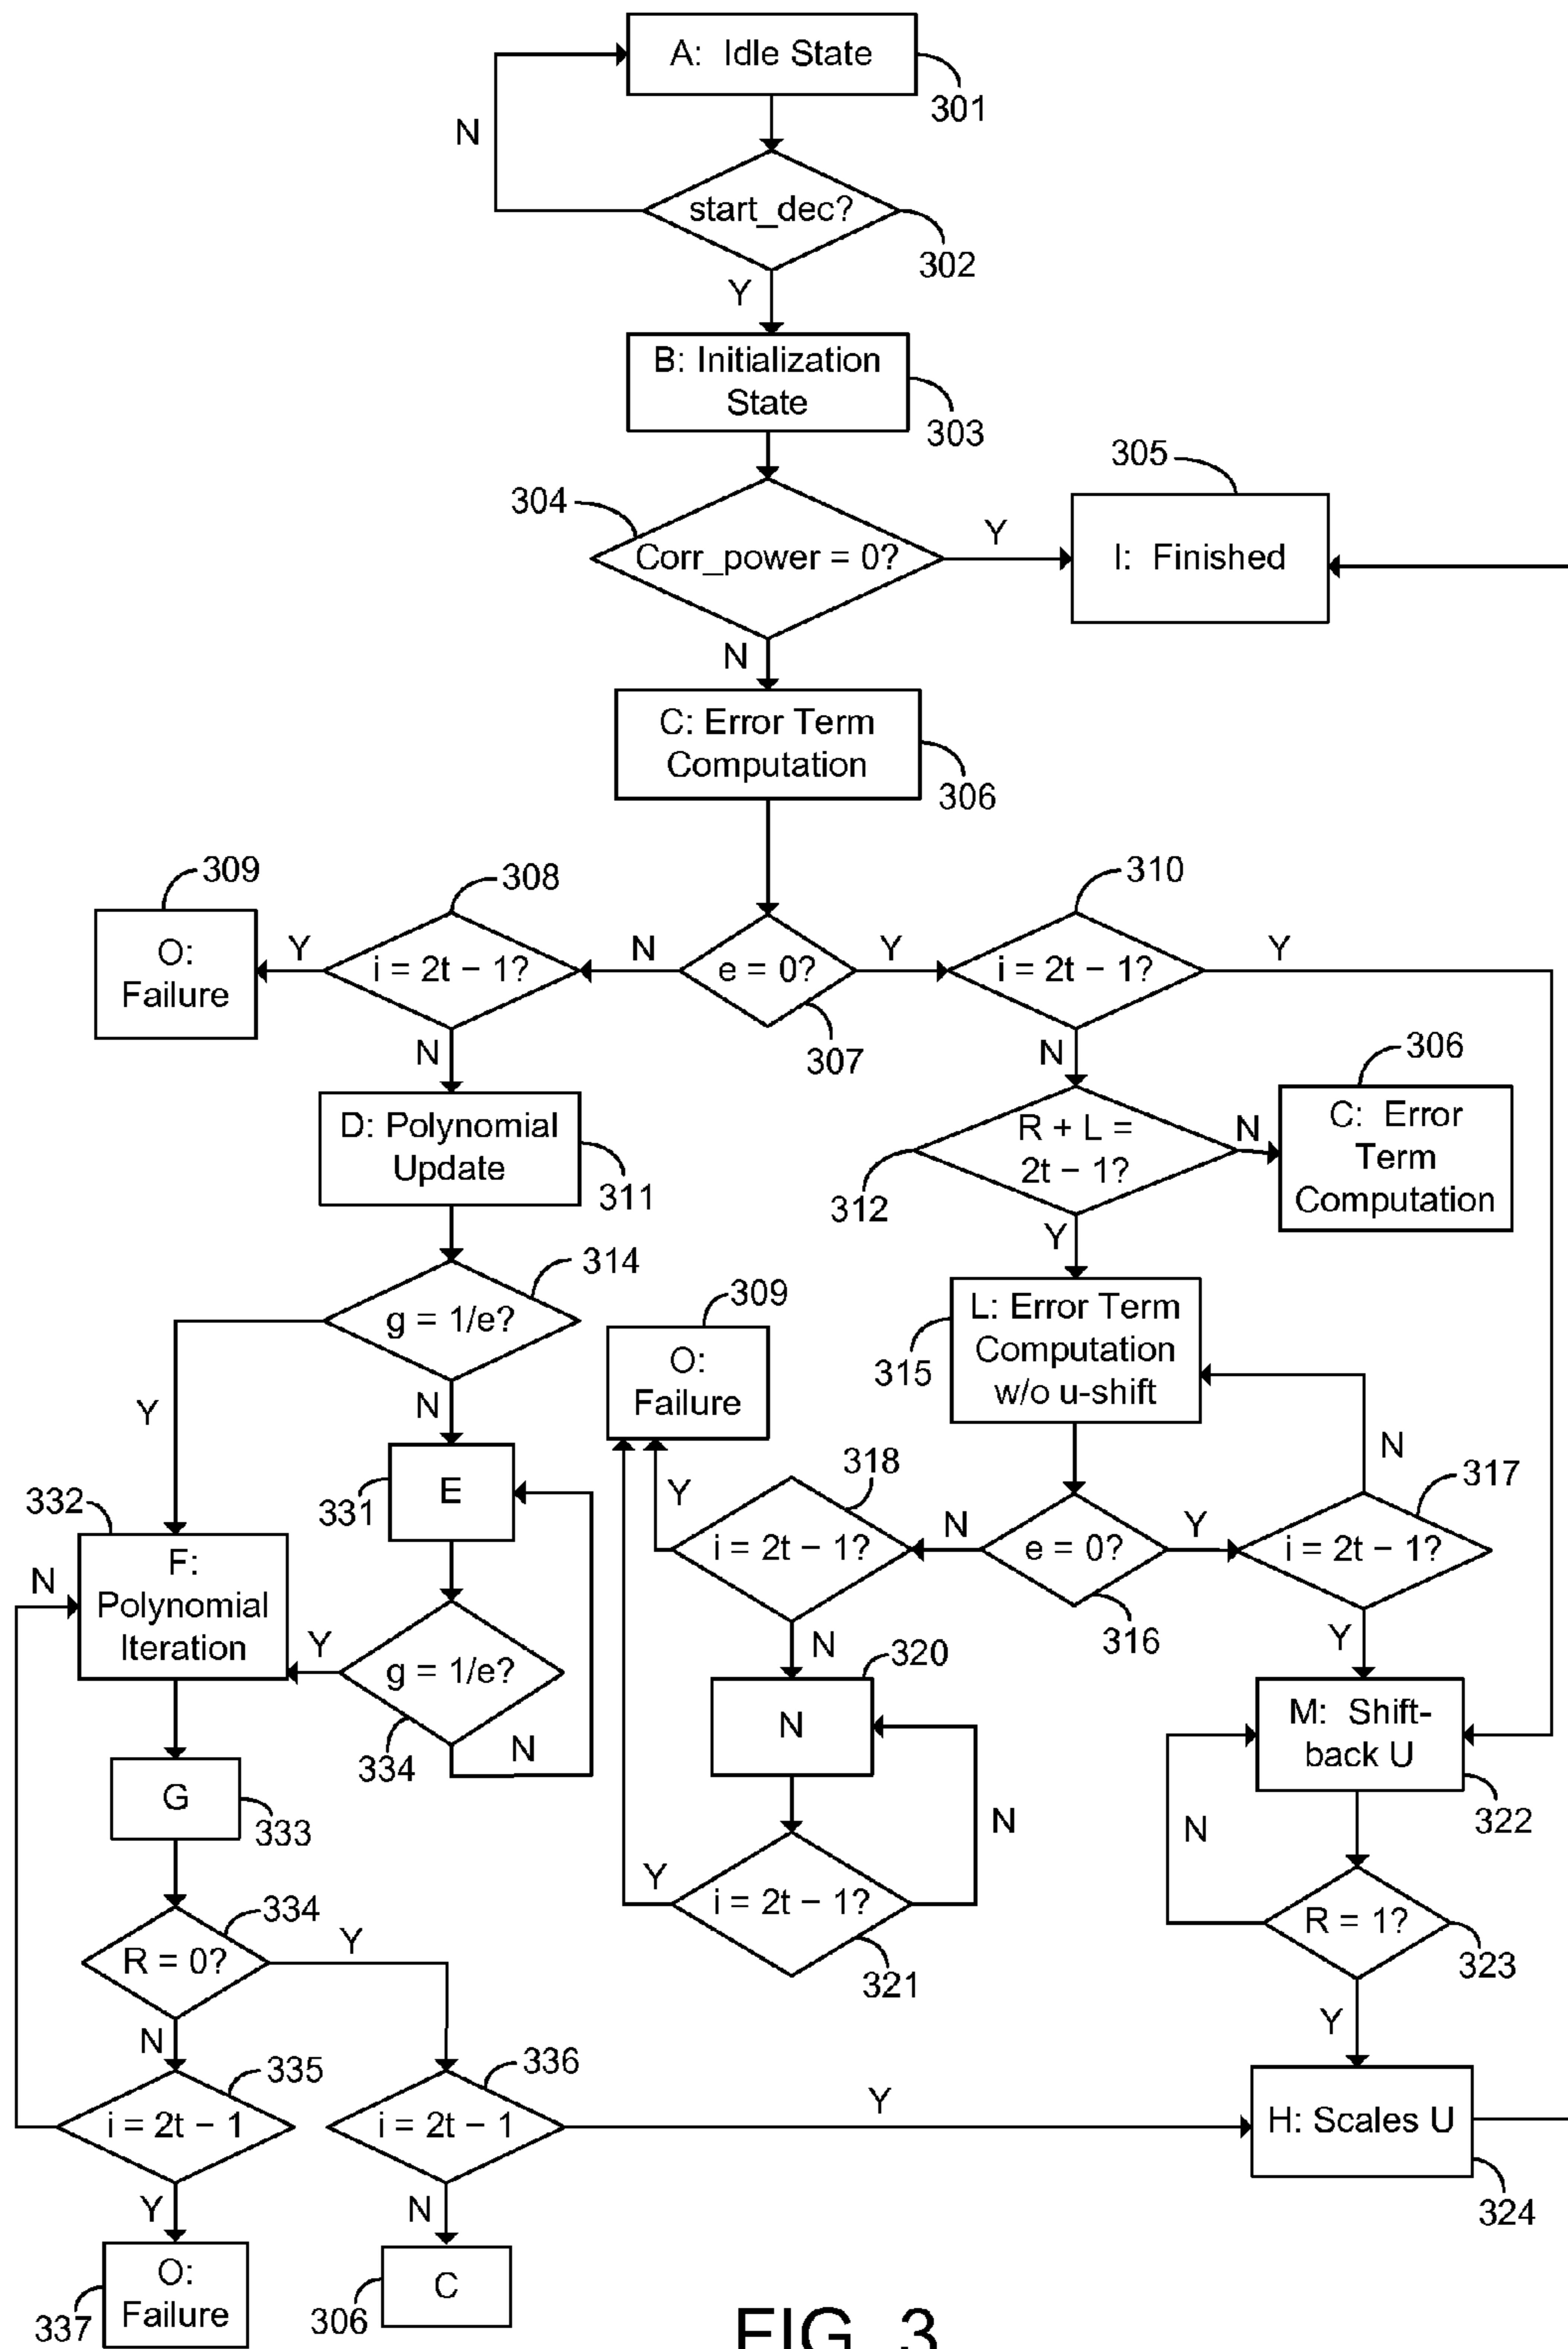 A: Idle State
301
N
start_dec?
302
Y
B: Initialization
State
303
304
Corr_power = 0?
Y
305
I: Finished
N
C: Error Term
Computation
306
309
O:
Failure
Y
308
i = 2t – 1?
N
e = 0?
307
Y
310
i = 2t – 1?
Y
N
D: Polynomial
Update
311
N
R + L =
2t – 1?
312
N
306
C: Error
Term
Computation
314
g = 1/e?
Y
N
309
O:
Failure
Y
L: Error Term
Computation
w/o u-shift
315
E
331
332
F:
Polynomial
Iteration
N
Y
g = 1/e?
334
N
318
i = 2t – 1?
Y
N
e = 0?
316
Y
317
i = 2t – 1?
N
Y
N
320
N
N
i = 2t – 1?
Y
321
M: Shift-
back U
322
N
R = 1?
323
Y
G
333
334
R = 0?
Y
N
335
i = 2t – 1
336
i = 2t – 1
Y
H: Scales U
324
Y
O:
Failure
337
N
C
306
FIG. 3